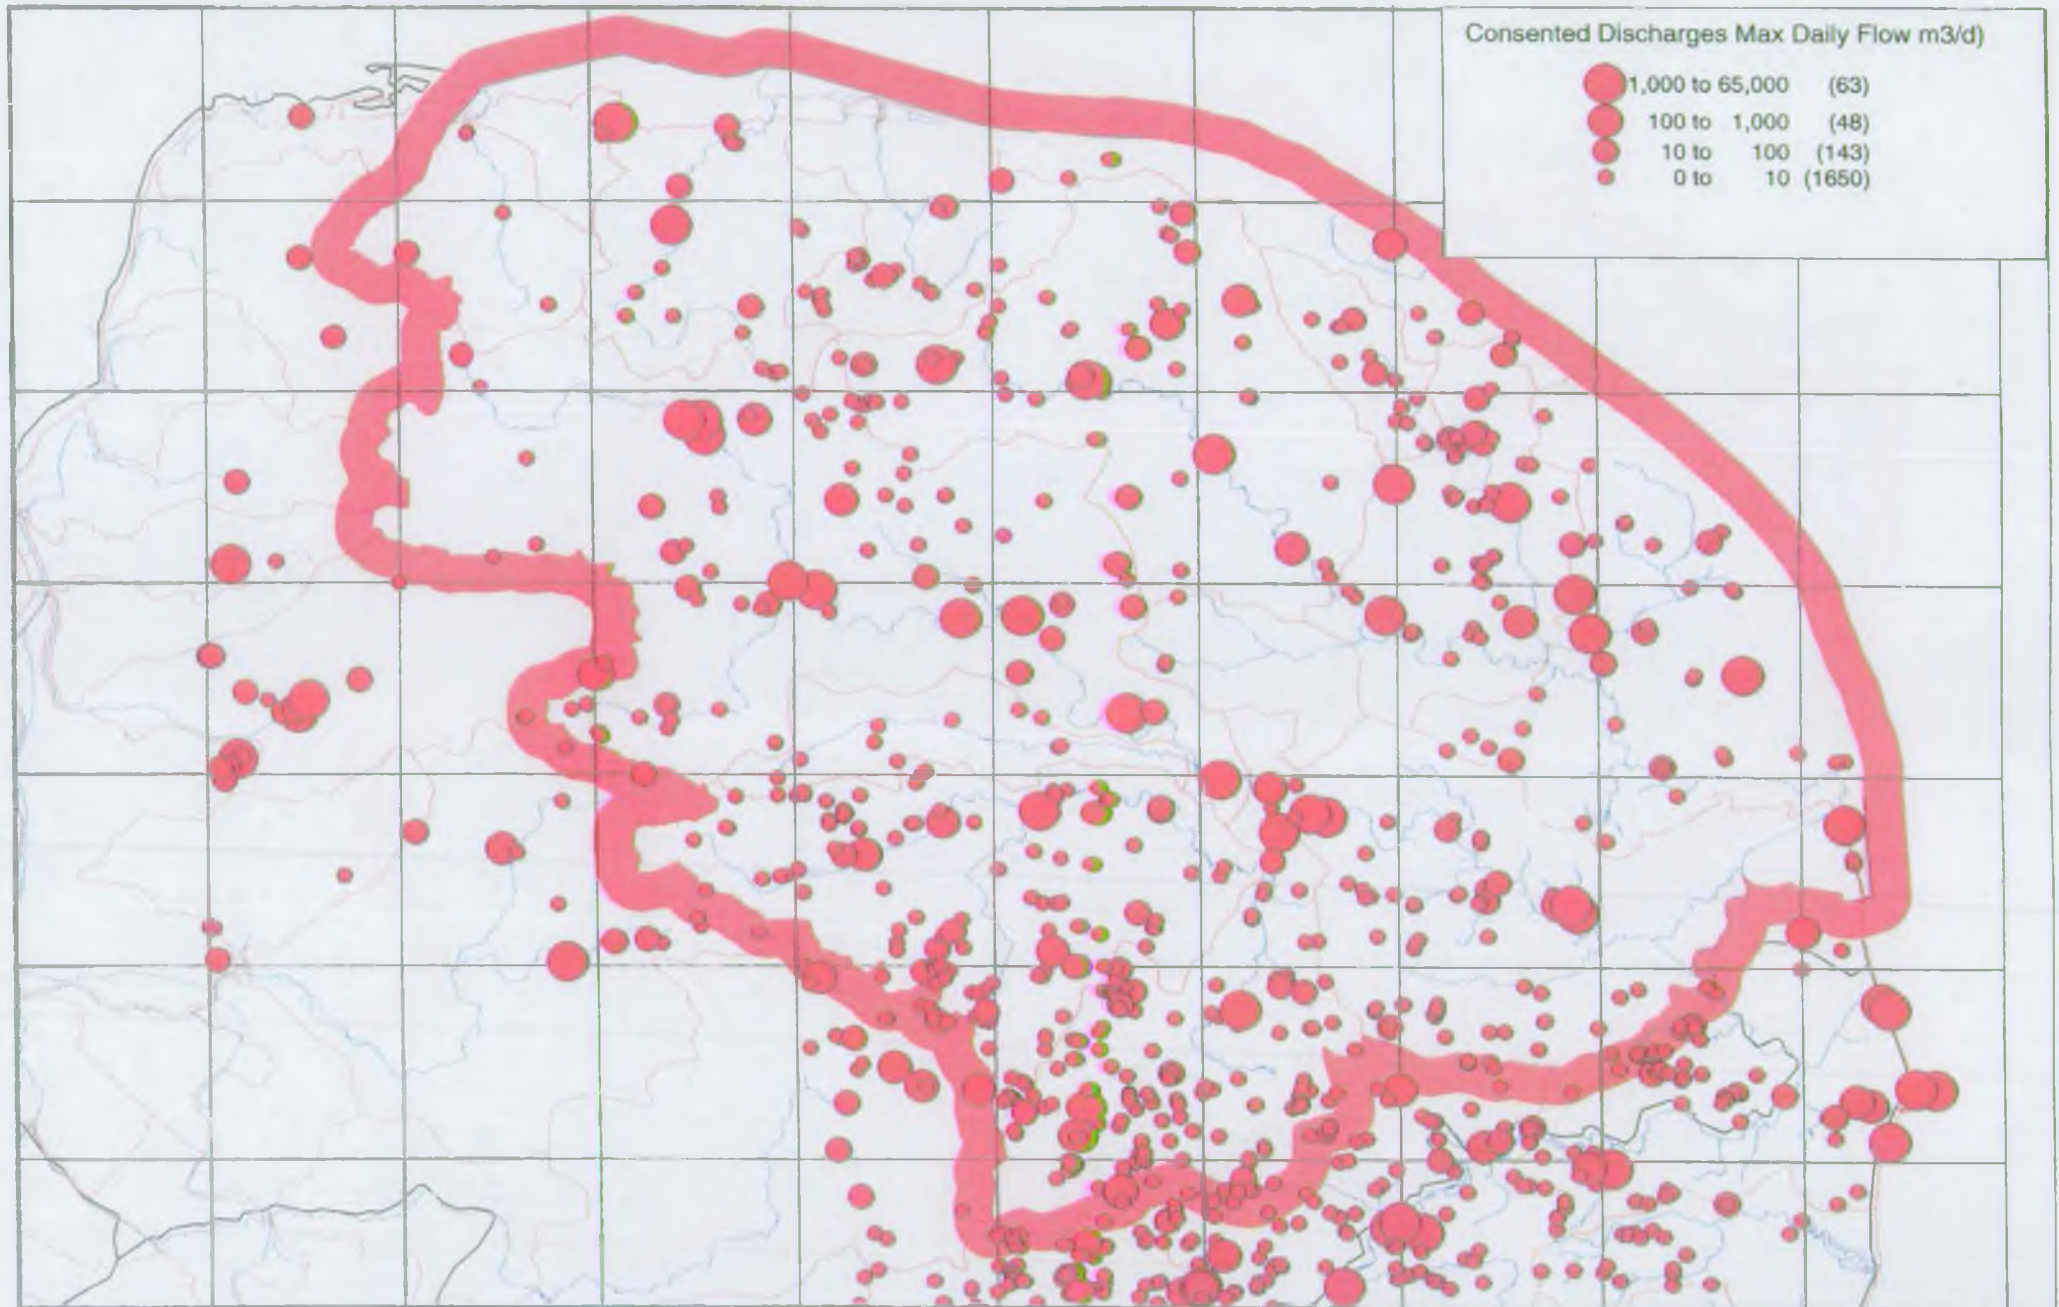 Consented Discharges Max Daily Flow m3/d)
1,000 to 65,000 (63)
100 to 1,000 (48)
10 to 100 (143)
0 to 10 (1650)